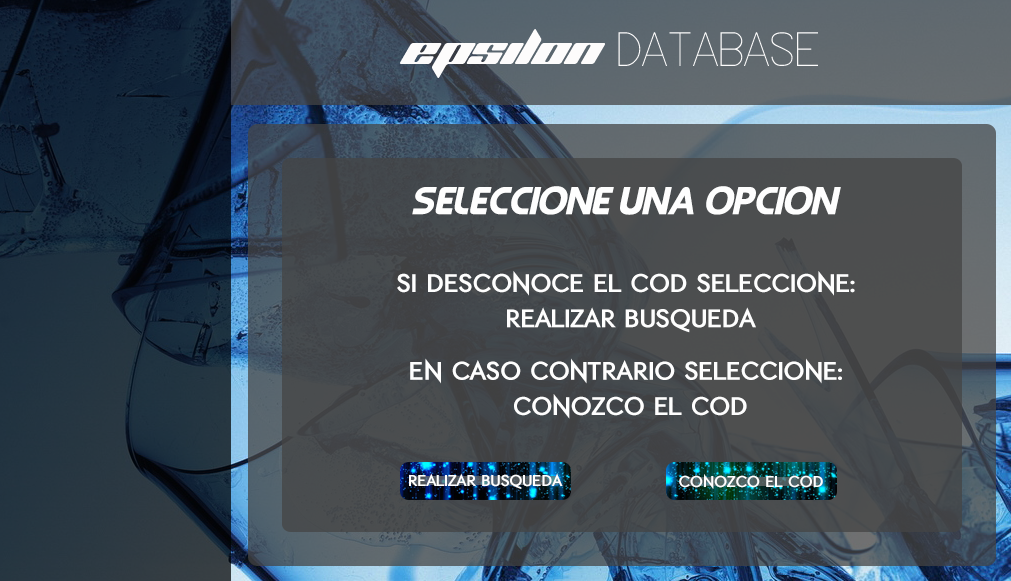 epsilon DATABASE
SELECCIONE UNA OPCION
SI DESCONOCE EL COD SELECCIONE:
REALIZAR BUSQUEDA
EN CASO CONTRARIO SELECCIONE:
CONOZCO EL COD
REALIZAR BUSQUEDA
CONOZCO EL COD